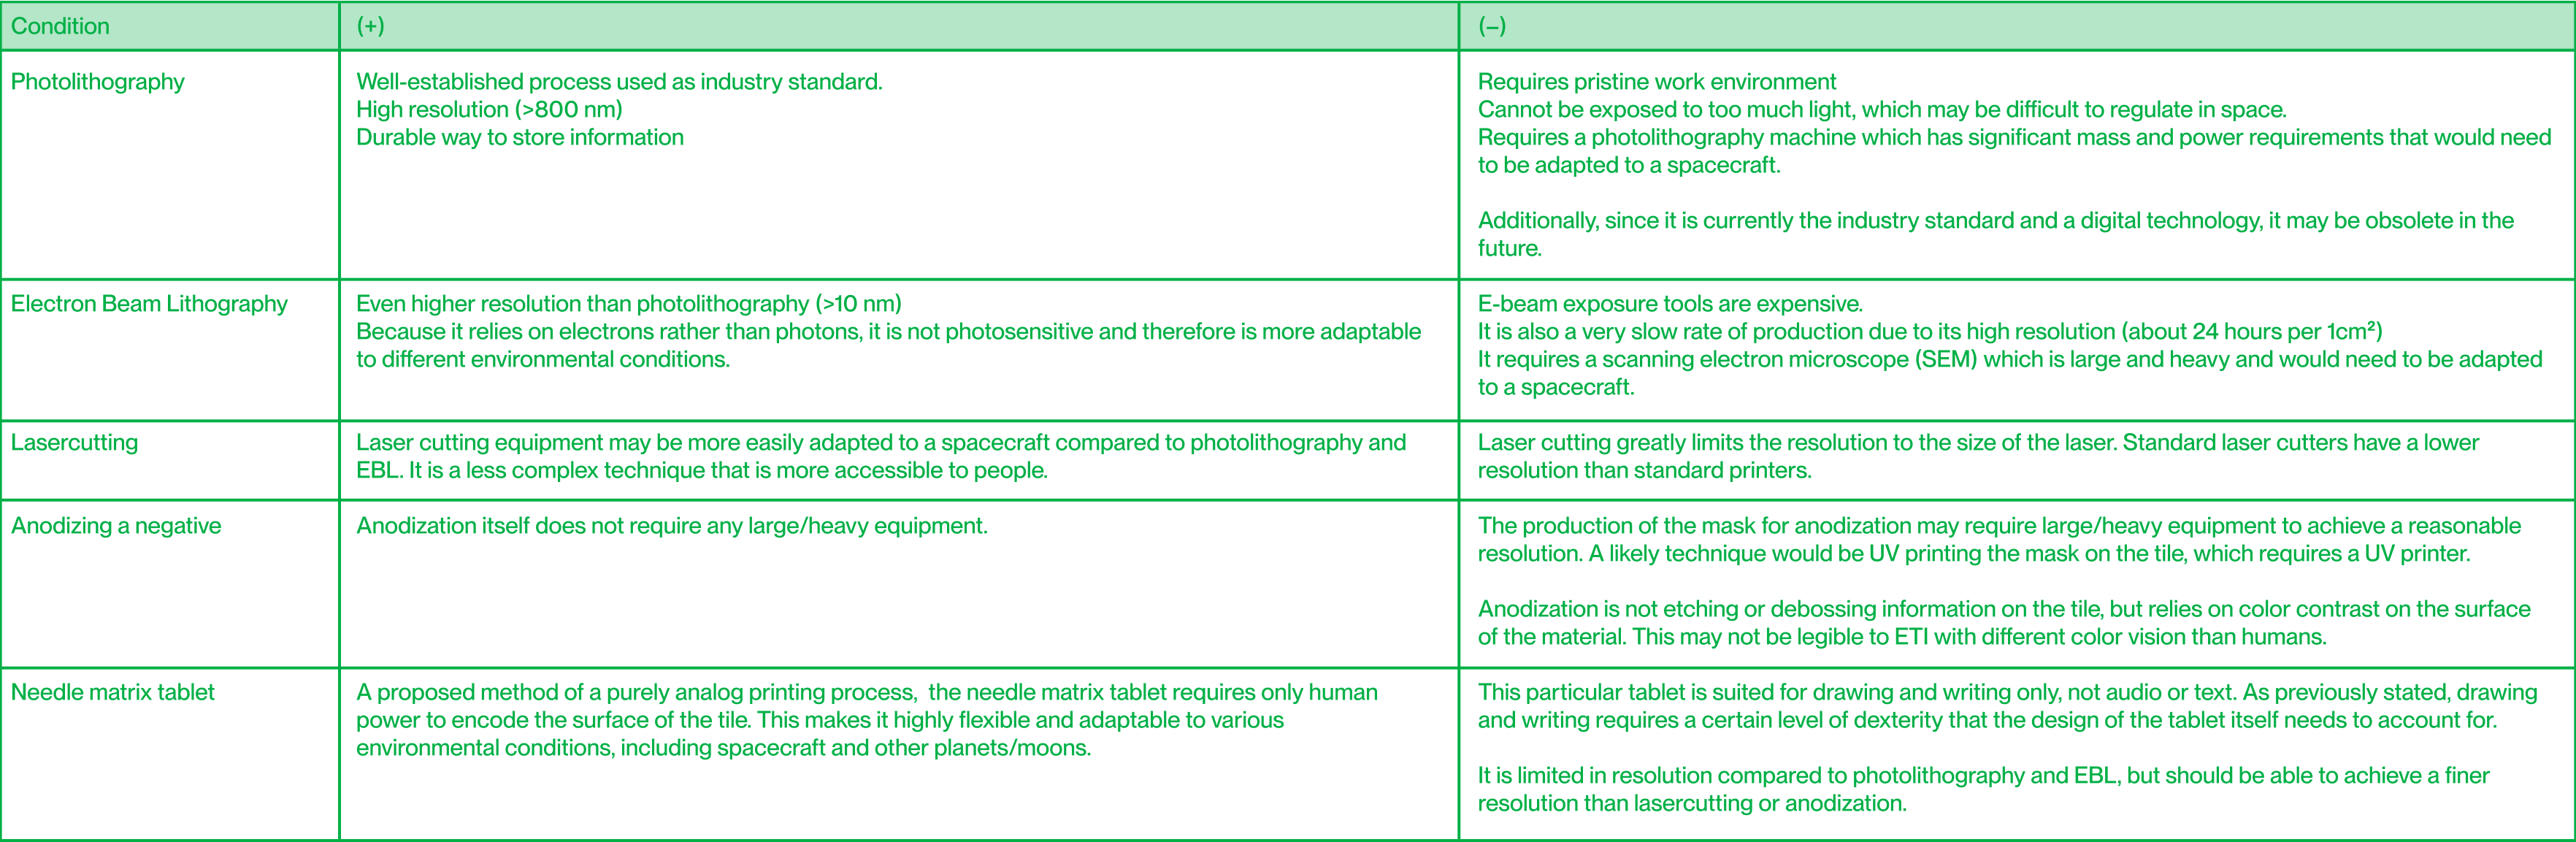 Condition
(+)
(–)
Photolithography
Well-established process used as industry standard.
High resolution (>800 nm)
Durable way to store information
Requires pristine work environment
Cannot be exposed to too much light, which may be difficult to regulate in space.
Requires a photolithography machine which has significant mass and power requirements that would need
to be adapted to a spacecraft.
Additionally, since it is currently the industry standard and a digital technology, it may be obsolete in the
future.
Electron Beam Lithography
Even higher resolution than photolithography (>10 nm)
Because it relies on electrons rather than photons, it is not photosensitive and therefore is more adaptable
to different environmental conditions.
E-beam exposure tools are expensive.
It is also a very slow rate of production due to its high resolution (about 24 hours per 1cm²)
It requires a scanning electron microscope (SEM) which is large and heavy and would need to be adapted
to a spacecraft.
Lasercutting
Laser cutting equipment may be more easily adapted to a spacecraft compared to photolithography and
EBL. It is a less complex technique that is more accessible to people.
Laser cutting greatly limits the resolution to the size of the laser. Standard laser cutters have a lower
resolution than standard printers.
Anodizing a negative
Anodization itself does not require any large/heavy equipment.
The production of the mask for anodization may require large/heavy equipment to achieve a reasonable
resolution. A likely technique would be UV printing the mask on the tile, which requires a UV printer.
Anodization is not etching or debossing information on the tile, but relies on color contrast on the surface
of the material. This may not be legible to ETI with different color vision than humans.
Needle matrix tablet
A proposed method of a purely analog printing process,  the needle matrix tablet requires only human
power to encode the surface of the tile. This makes it highly flexible and adaptable to various
environmental conditions, including spacecraft and other planets/moons.
This particular tablet is suited for drawing and writing only, not audio or text. As previously stated, drawing
and writing requires a certain level of dexterity that the design of the tablet itself needs to account for.
It is limited in resolution compared to photolithography and EBL, but should be able to achieve a finer
resolution than lasercutting or anodization.